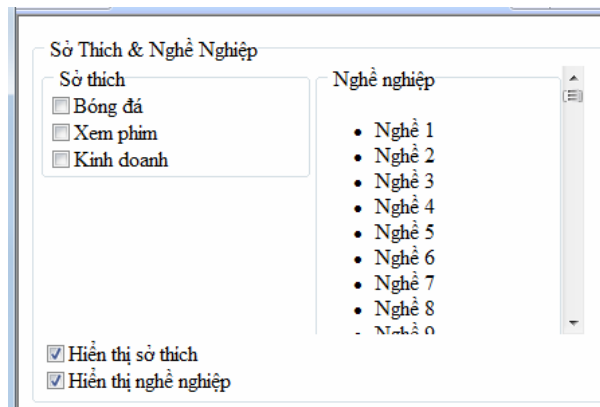 Sở Thích & Nghề Nghiệp
Sở thích
Bóng đá
Xem phim
Kinh doanh
Nghề nghiệp
Nghề 1
Nghề 2
Nghề 3
Nghề 4
Nghề 5
Nghề 6
Nghề 7
Nghề 8
Nghề 9
Hiển thị sở thích
Hiển thị nghề nghiệp